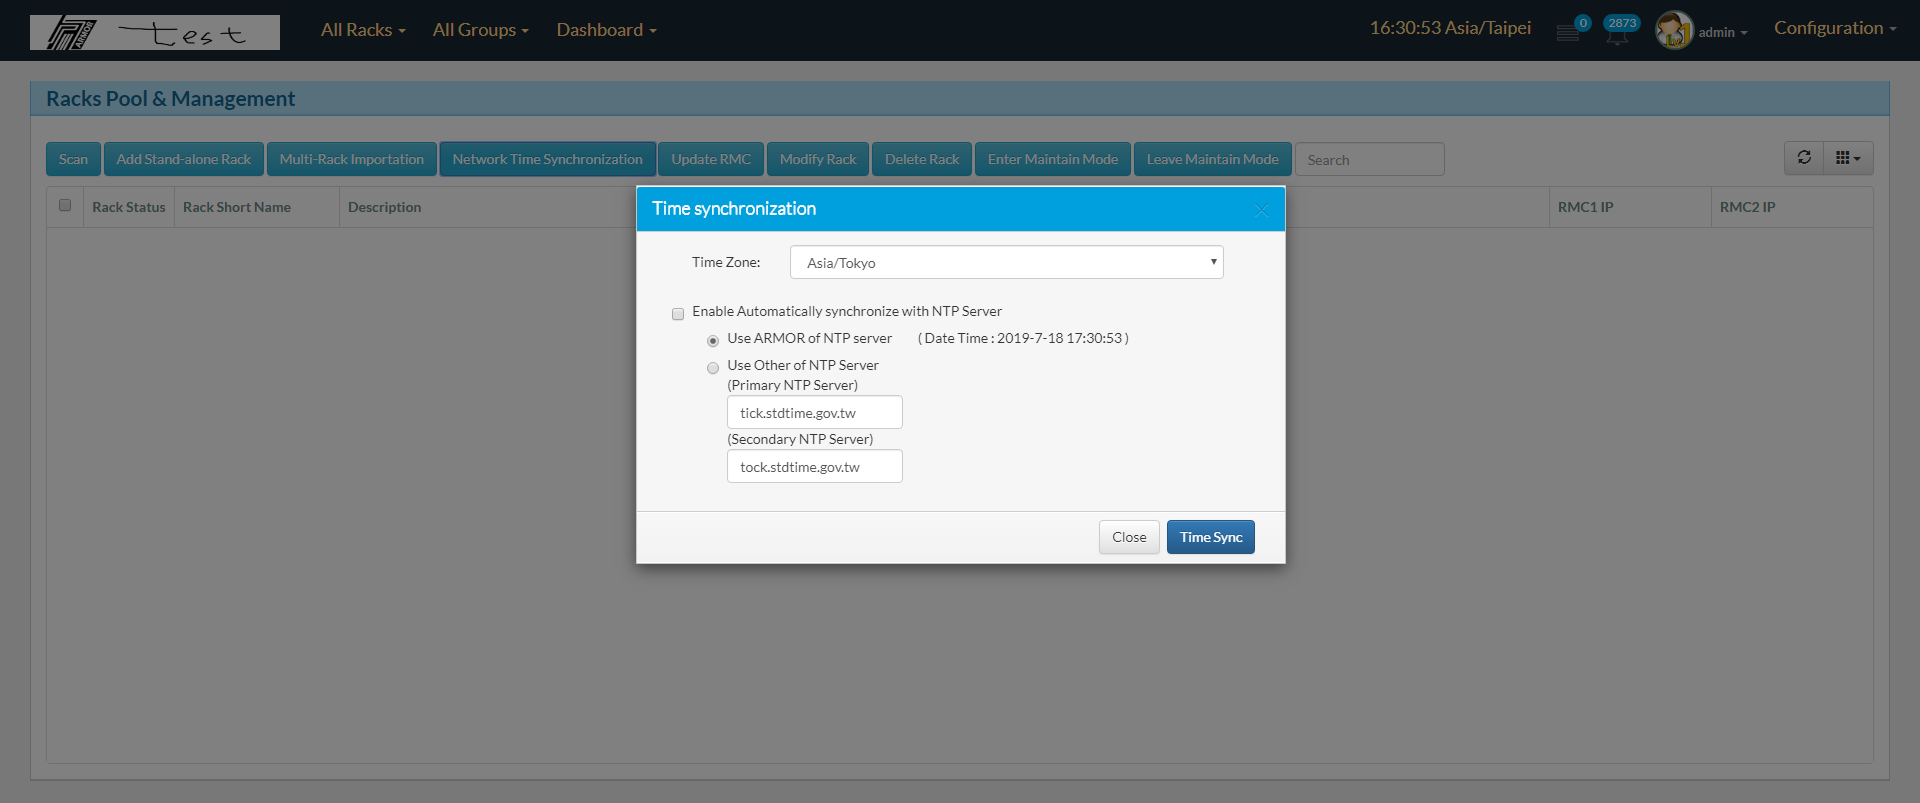 ARMOR test All Racks All Groups Dashboard 16:30:53 Asia/Taipei 0 2873 admin Configuration
Racks Pool & Management
Scan Add Stand-alone Rack Multi-Rack Importation Network Time Synchronization Update RMC Modify Rack Delete Rack Enter Maintain Mode Leave Maintain Mode Search
Rack Status Rack Short Name Description RMC1 IP RMC2 IP
Time synchronization
Time Zone: Asia/Tokyo
Enable Automatically synchronize with NTP Server
Use ARMOR of NTP server ( Date Time : 2019-7-18 17:30:53 )
Use Other of NTP Server
(Primary NTP Server)
tick.stdtime.gov.tw
(Secondary NTP Server)
tock.stdtime.gov.tw
Close Time Sync